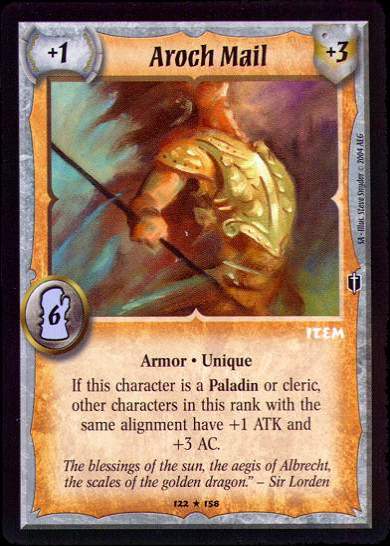 +1
Aroch Mail
+3
SA • Illus. Steve Snyder © 2004 AEG
6
ITEM
Armor • Unique
If this character is a Paladin or cleric,
other characters in this rank with the
same alignment have +1 ATK and
+3 AC.
The blessings of the sun, the aegis of Albrecht,
the scales of the golden dragon.” – Sir Lorden
122 ★ 158